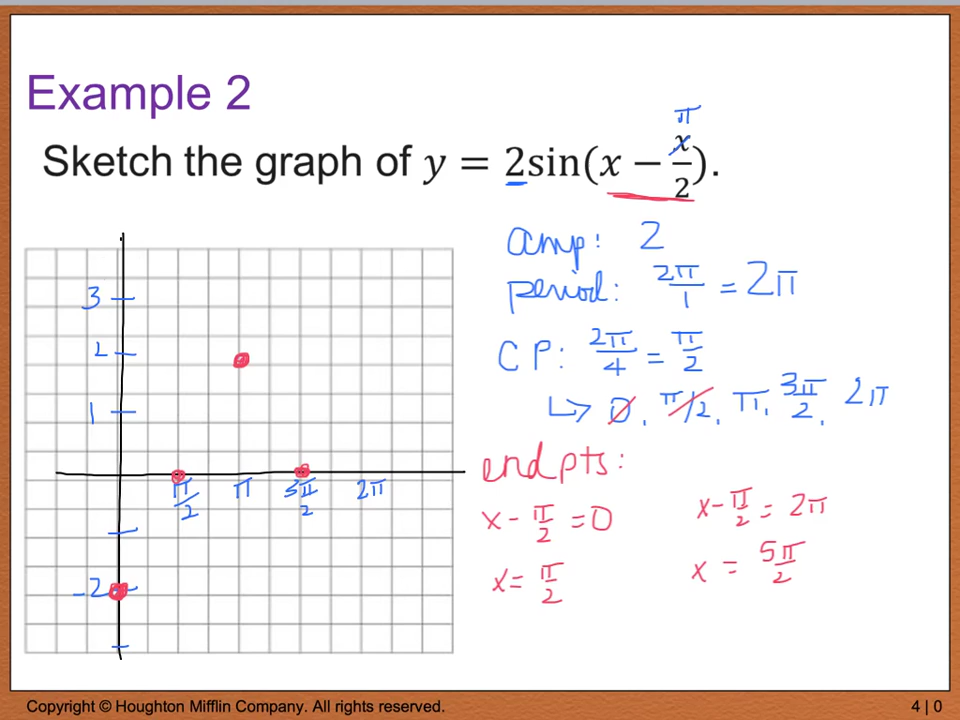 Example 2
π
Sketch the graph of y = 2sin(x − x/2).
amp: 2
period: 2π/1 = 2π
CP: 2π/4 = π/2
↳ 0, π/2, π, 3π/2, 2π
end pts:
x - π/2 = 0
x - π/2 = 2π
x = π/2
x = 5π/2
3
2
1
π/2 π 3π/2 2π
-2
Copyright © Houghton Mifflin Company. All rights reserved.
4 | 0